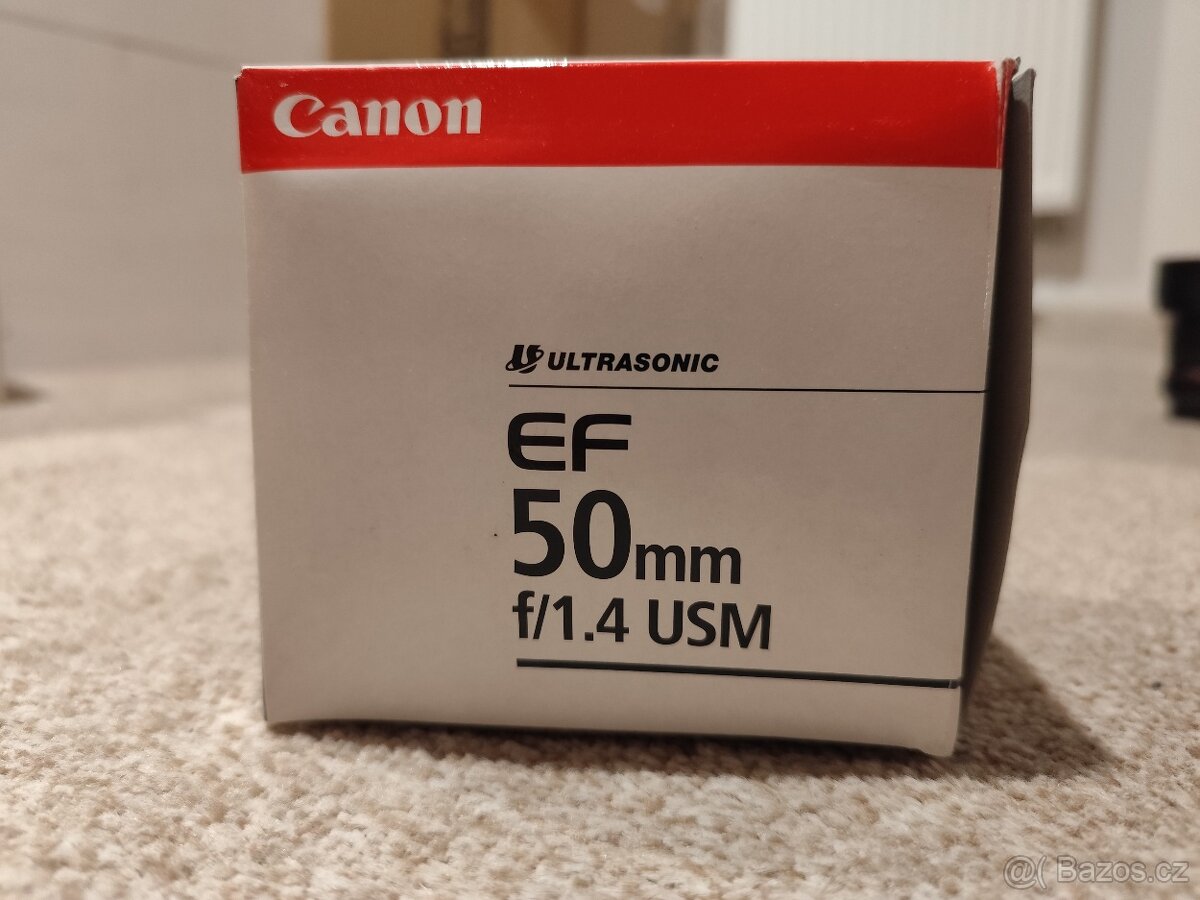 Canon
ULTRASONIC
EF
50mm
f/1.4 USM
@( Bazos.cz